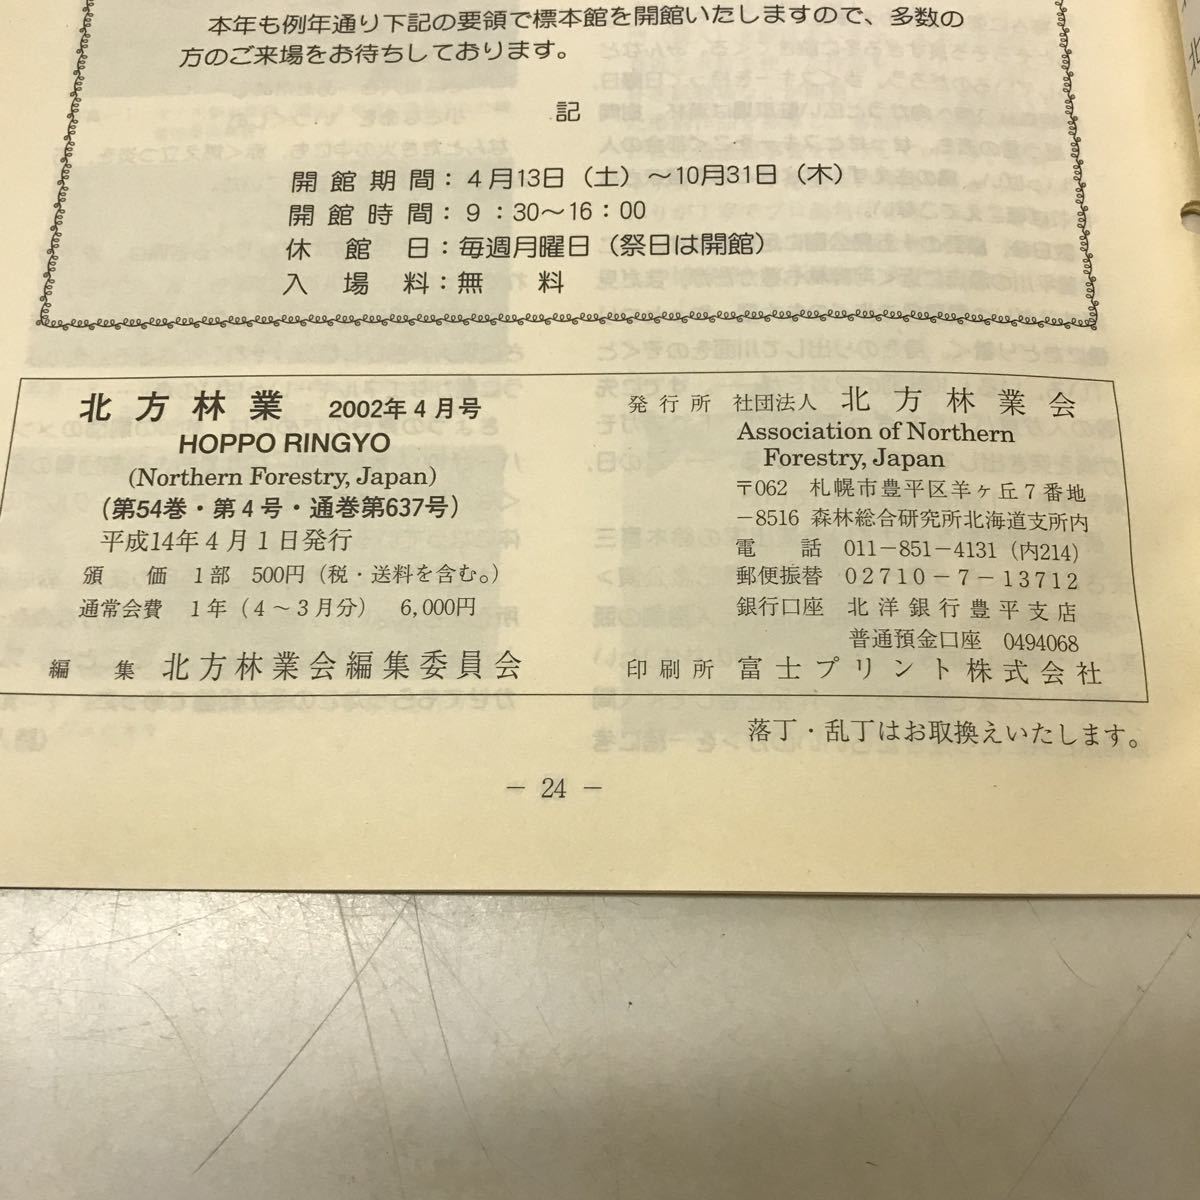 本年も例年通り下記の要領で標本館を開館いたしますので、多数の
方のご来場をお待ちしております。
記
開館期間：4月13日（土）〜10月31日（木）
開館時間：9：30〜16：00
休館日：毎週月曜日（祭日は開館）
入場料：無料
北方林業 2002年4月号
HOPPO RINGYO
(Northern Forestry, Japan)
（第54巻・第4号・通巻第637号）
平成14年4月1日発行
頒価 1部 500円（税・送料を含む。）
通常会費 1年（4〜3月分） 6,000円
編集 北方林業会編集委員会
発行所 社団法人 北方林業会
Association of Northern
Forestry, Japan
〒062 札幌市豊平区羊ヶ丘7番地
−8516 森林総合研究所北海道支所内
電話 011−851−4131（内214）
郵便振替 02710−7−13712
銀行口座 北洋銀行豊平支店
普通預金口座 0494068
印刷所 富士プリント株式会社
落丁・乱丁はお取換えいたします。
− 24 −